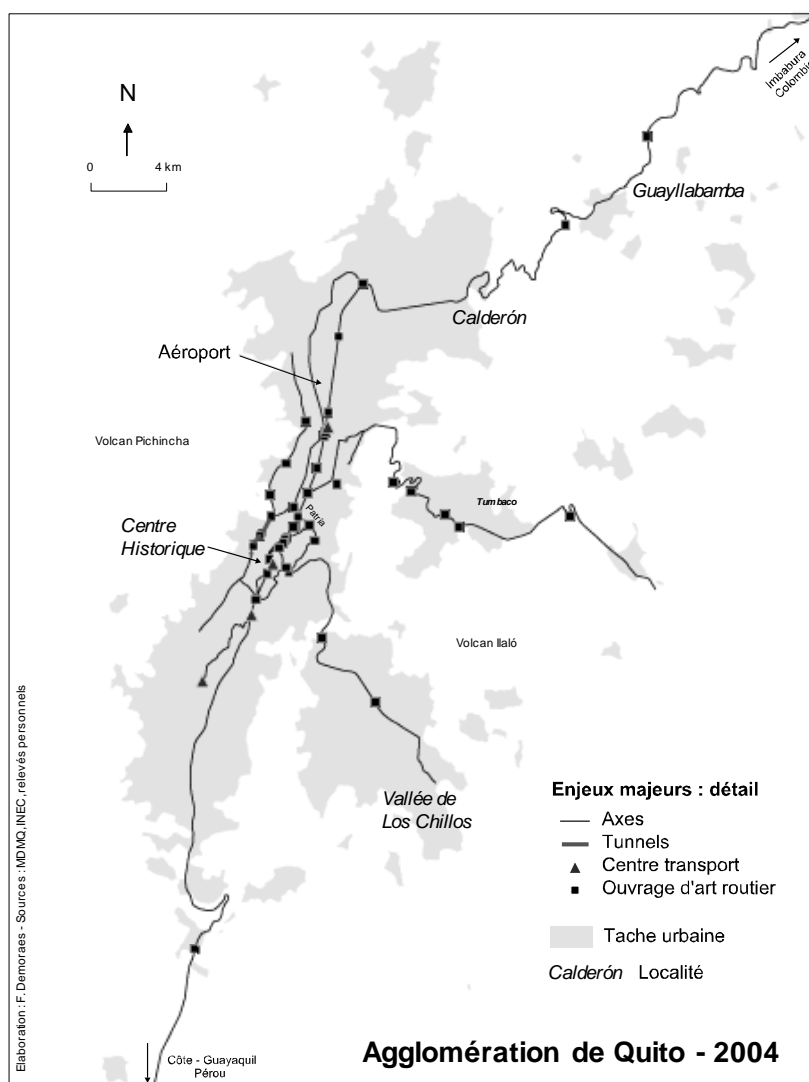 Imbabura
Colombie
N
0 4 km
Guayllabamba
Calderón
Aéroport
Volcan Pichincha
Tumbaco
Patria
Centre
Historique
Volcan Ilaló
Vallée de
Los Chillos
Enjeux majeurs : détail
Axes
Tunnels
Centre transport
Ouvrage d'art routier
Tache urbaine
Calderón Localité
Elaboration : F. Demoraes - Sources : MDMQ, INEC, relevés personnels
Côte - Guayaquil
Pérou
Agglomération de Quito - 2004